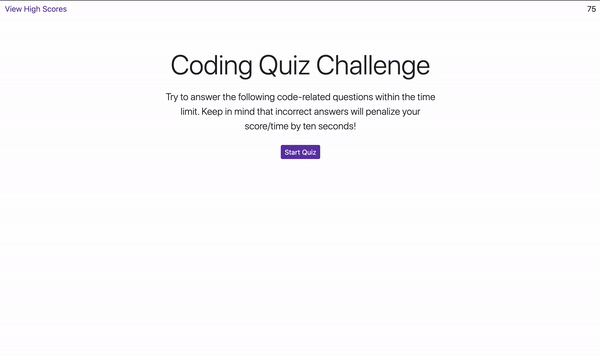 View High Scores
75
Coding Quiz Challenge
Try to answer the following code-related questions within the time
limit. Keep in mind that incorrect answers will penalize your
score/time by ten seconds!
Start Quiz